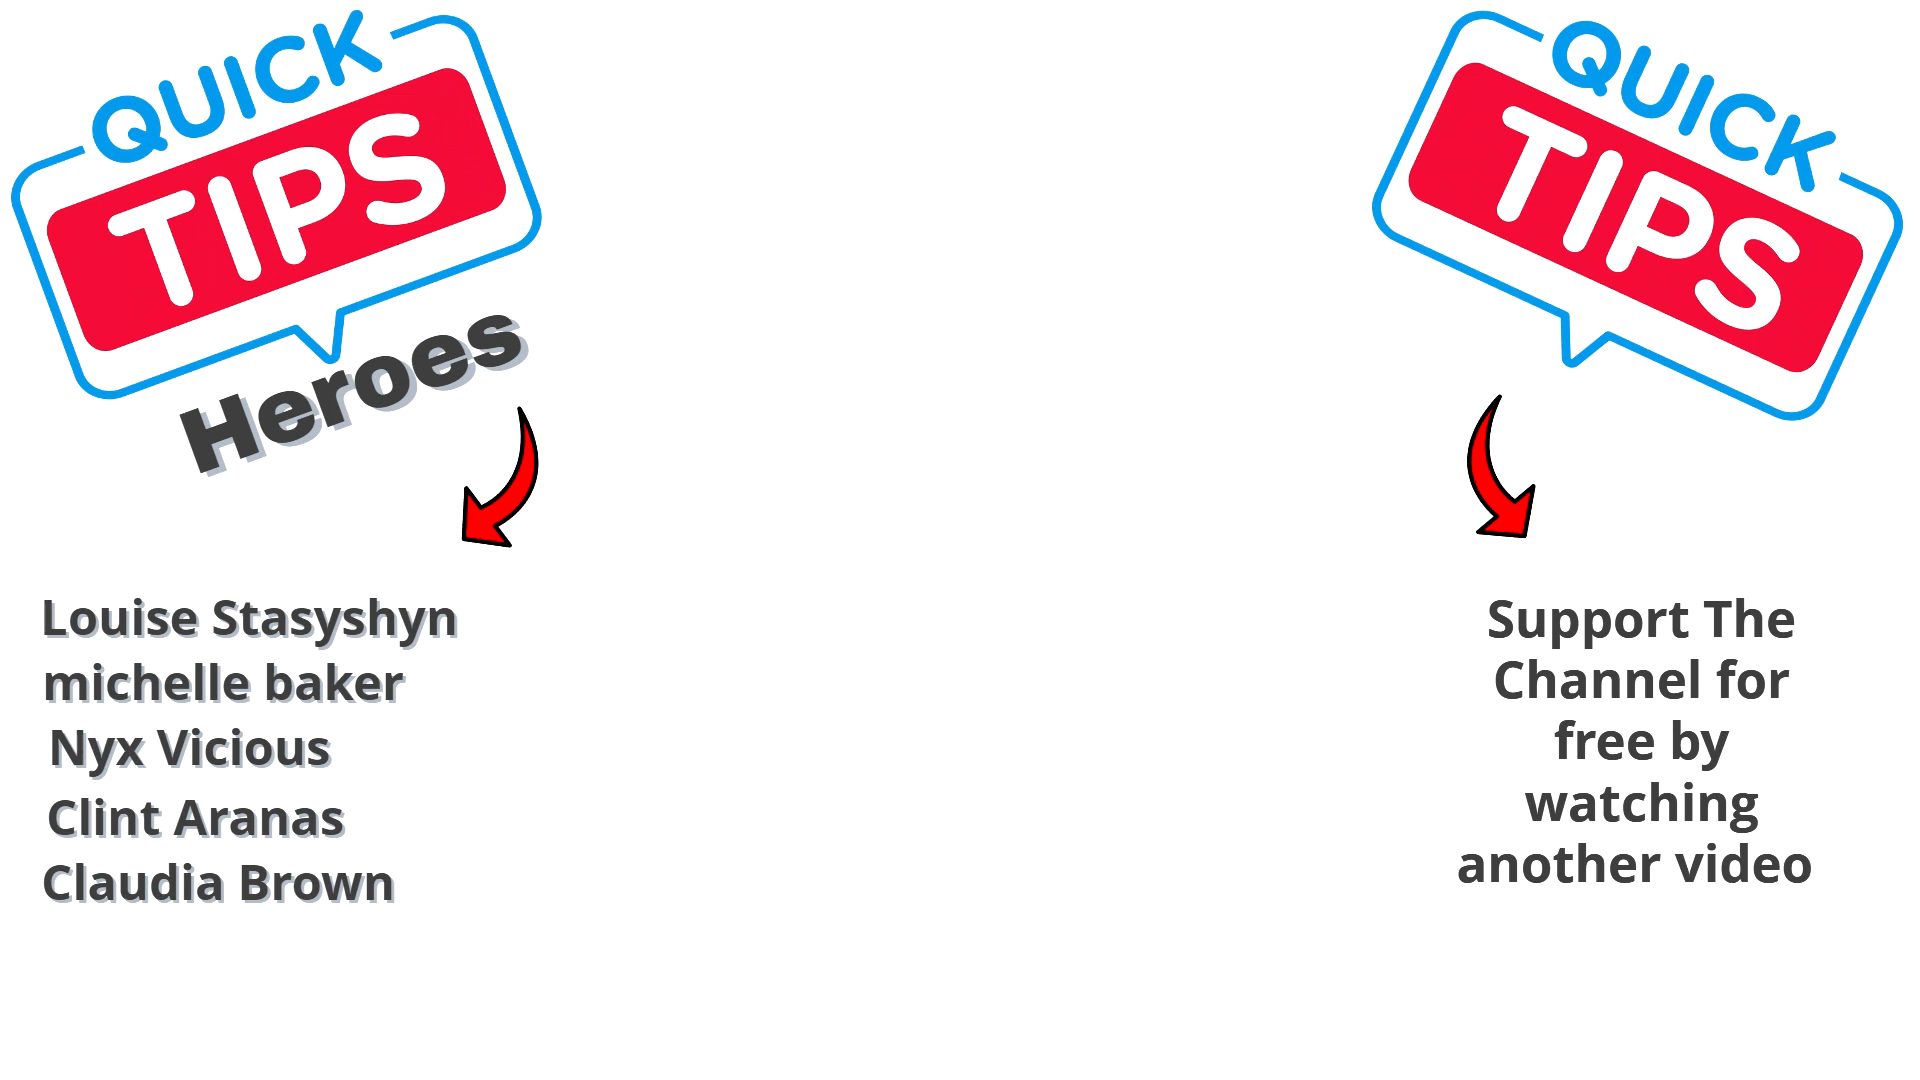 QUICK
TIPS
Heroes
Louise Stasyshyn
michelle baker
Nyx Vicious
Clint Aranas
Claudia Brown
QUICK
TIPS
Support The
Channel for
free by
watching
another video